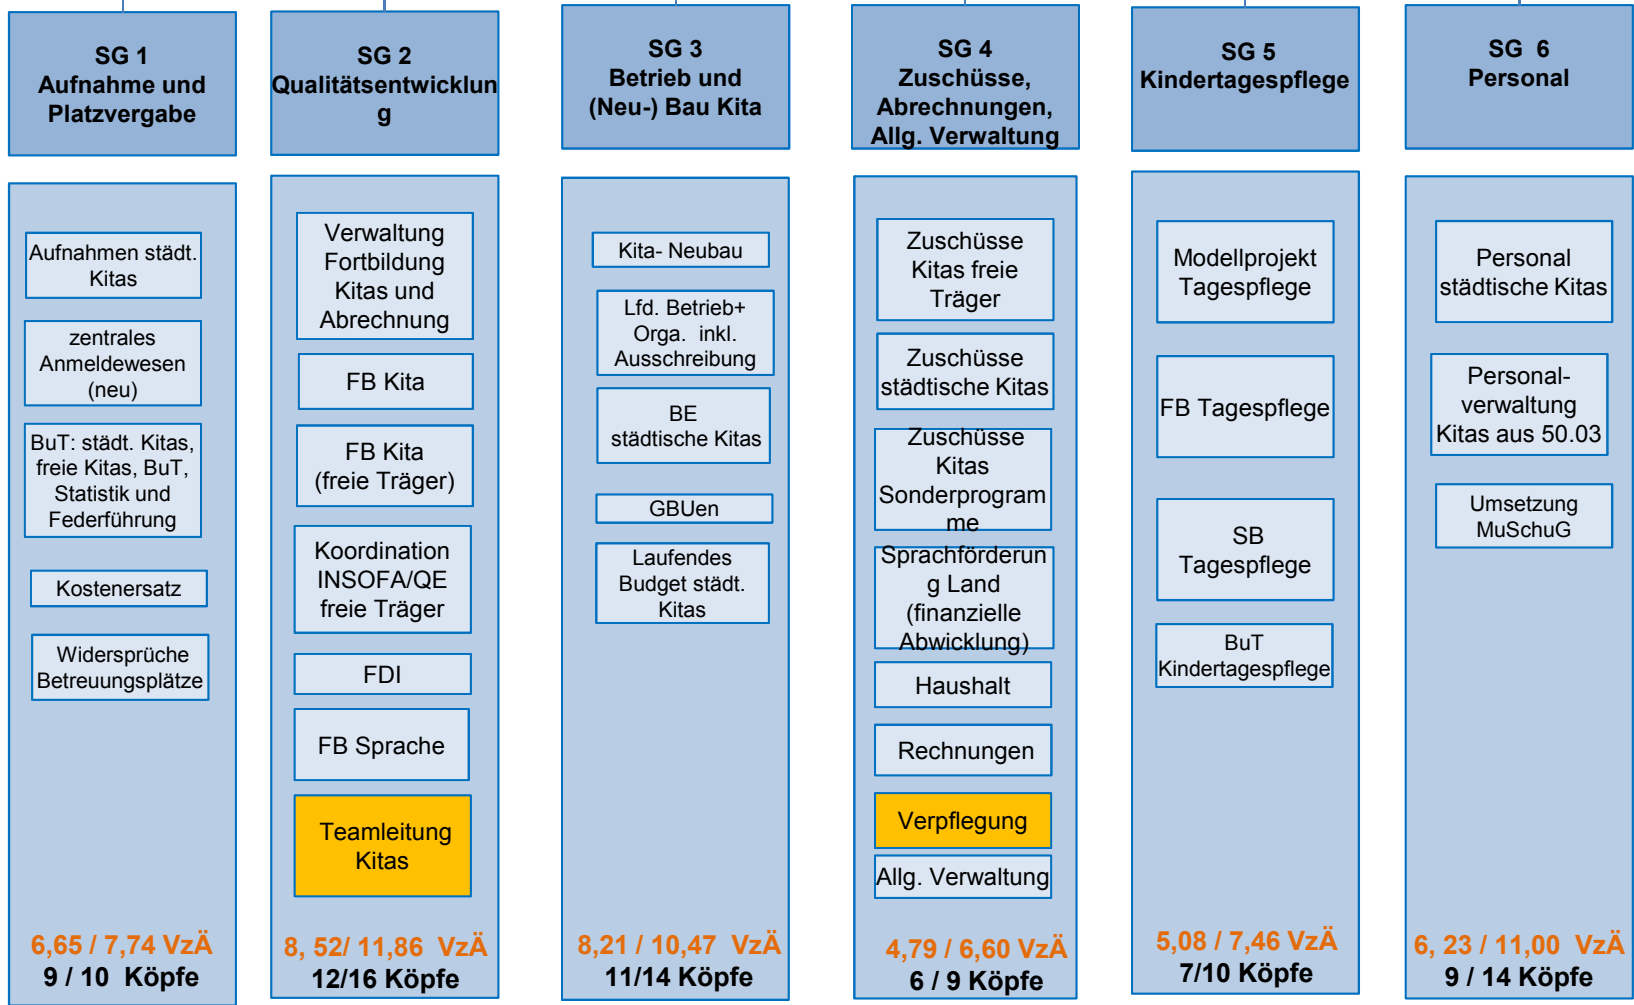 SG 1
Aufnahme und
Platzvergabe
SG 2
Qualitätsentwicklun
g
SG 3
Betrieb und
(Neu-) Bau Kita
SG 4
Zuschüsse,
Abrechnungen,
Allg. Verwaltung
SG 5
Kindertagespflege
SG 6
Personal
Aufnahmen städt.
Kitas
zentrales
Anmeldewesen
(neu)
BuT: städt. Kitas,
freie Kitas, BuT,
Statistik und
Federführung
Kostenersatz
Widersprüche
Betreuungsplätze
6,65 / 7,74 VzÄ
9 / 10 Köpfe
Verwaltung
Fortbildung
Kitas und
Abrechnung
FB Kita
FB Kita
(freie Träger)
Koordination
INSOFA/QE
freie Träger
FDI
FB Sprache
Teamleitung
Kitas
8, 52/ 11,86 VzÄ
12/16 Köpfe
Kita- Neubau
Lfd. Betrieb+
Orga. inkl.
Ausschreibung
BE
städtische Kitas
GBUen
Laufendes
Budget städt.
Kitas
8,21 / 10,47 VzÄ
11/14 Köpfe
Zuschüsse
Kitas freie
Träger
Zuschüsse
städtische Kitas
Zuschüsse
Kitas
Sonderprogram
me
Sprachförderun
g Land
(finanzielle
Abwicklung)
Haushalt
Rechnungen
Verpflegung
Allg. Verwaltung
4,79 / 6,60 VzÄ
6 / 9 Köpfe
Modellprojekt
Tagespflege
FB Tagespflege
SB
Tagespflege
BuT
Kindertagespflege
5,08 / 7,46 VzÄ
7/10 Köpfe
Personal
städtische Kitas
Personal-
verwaltung
Kitas aus 50.03
Umsetzung
MuSchuG
6, 23 / 11,00 VzÄ
9 / 14 Köpfe